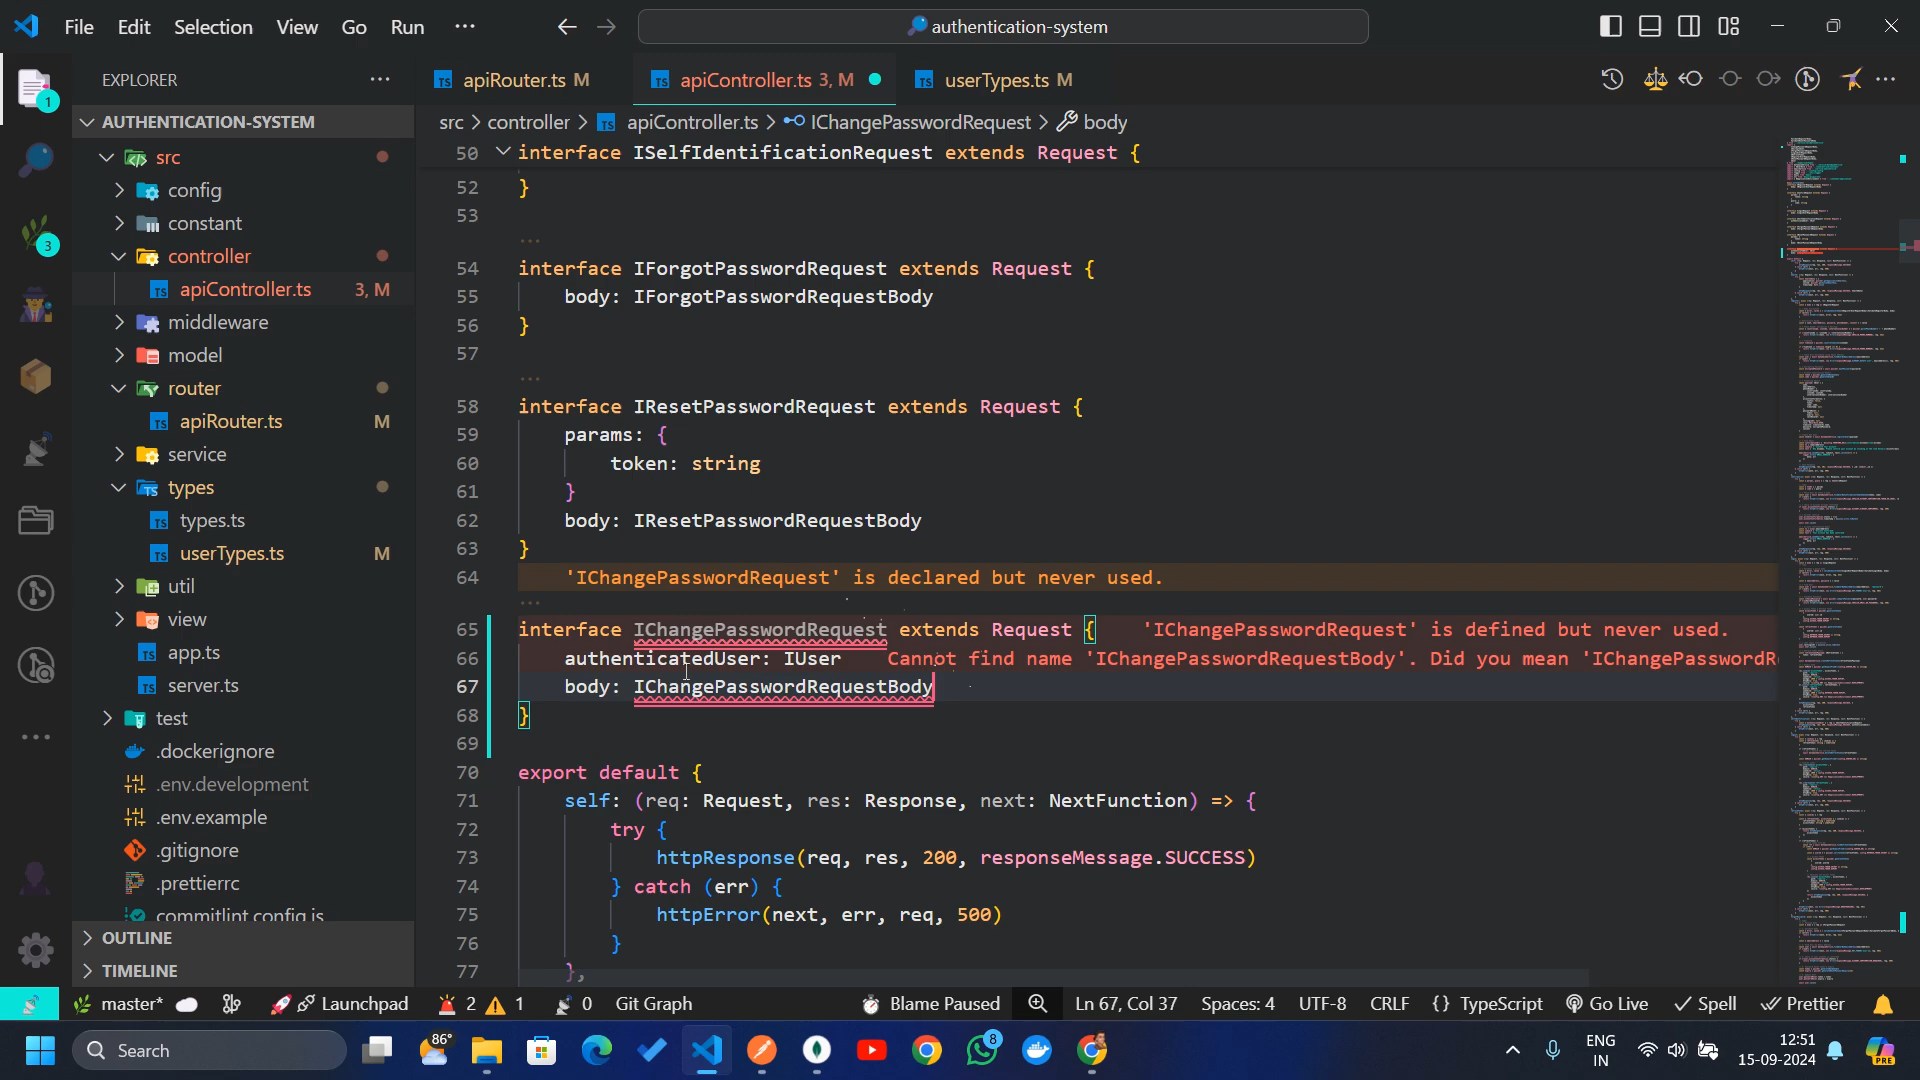 File Edit Selection View Go Run ···
authentication-system
EXPLORER
AUTHENTICATION-SYSTEM
src
config
constant
controller
apiController.ts 3, M
middleware
model
router
apiRouter.ts M
service
types
types.ts
userTypes.ts M
util
view
app.ts
server.ts
test
.dockerignore
.env.development
.env.example
.gitignore
.prettierrc
commitlint.config.js
OUTLINE
TIMELINE
1
3
apiRouter.ts M
apiController.ts 3, M
userTypes.ts M
src > controller > apiController.ts > IChangePasswordRequest > body
50 interface ISelfIdentificationRequest extends Request {
52 }
53
54 interface IForgotPasswordRequest extends Request {
55 body: IForgotPasswordRequestBody
56 }
57
58 interface IResetPasswordRequest extends Request {
59 params: {
60 token: string
61 }
62 body: IResetPasswordRequestBody
63 }
64 'IChangePasswordRequest' is declared but never used.
65 interface IChangePasswordRequest extends Request { 'IChangePasswordRequest' is defined but never used.
66 authenticatedUser: IUser Cannot find name 'IChangePasswordRequestBody'. Did you mean 'IChangePasswordR
67 body: IChangePasswordRequestBody
68 }
69
70 export default {
71 self: (req: Request, res: Response, next: NextFunction) => {
72 try {
73 httpResponse(req, res, 200, responseMessage.SUCCESS)
74 } catch (err) {
75 httpError(next, err, req, 500)
76 }
77 },
master* Launchpad 2 1 0 Git Graph Blame Paused Ln 67, Col 37 Spaces: 4 UTF-8 CRLF {} TypeScript Go Live Spell Prettier
Search
86°
8
ENG
IN
12:51
15-09-2024
PRE